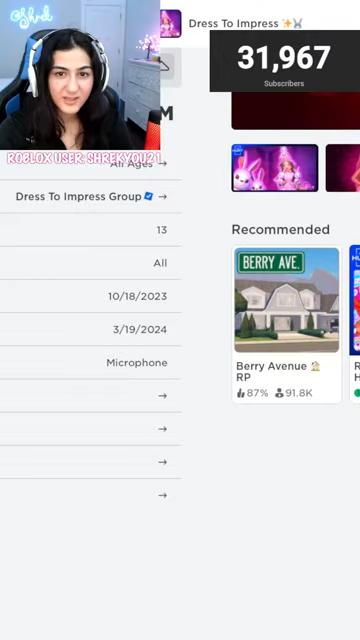 Dress To Impress ✨🐰
31,967
Subscribers
ROBLOX USER: SHREKYOU21
All Ages →
Dress To Impress Group →
13
All
10/18/2023
3/19/2024
Microphone
Recommended
BERRY AVE.
Berry Avenue 🏠
RP
87% 91.8K